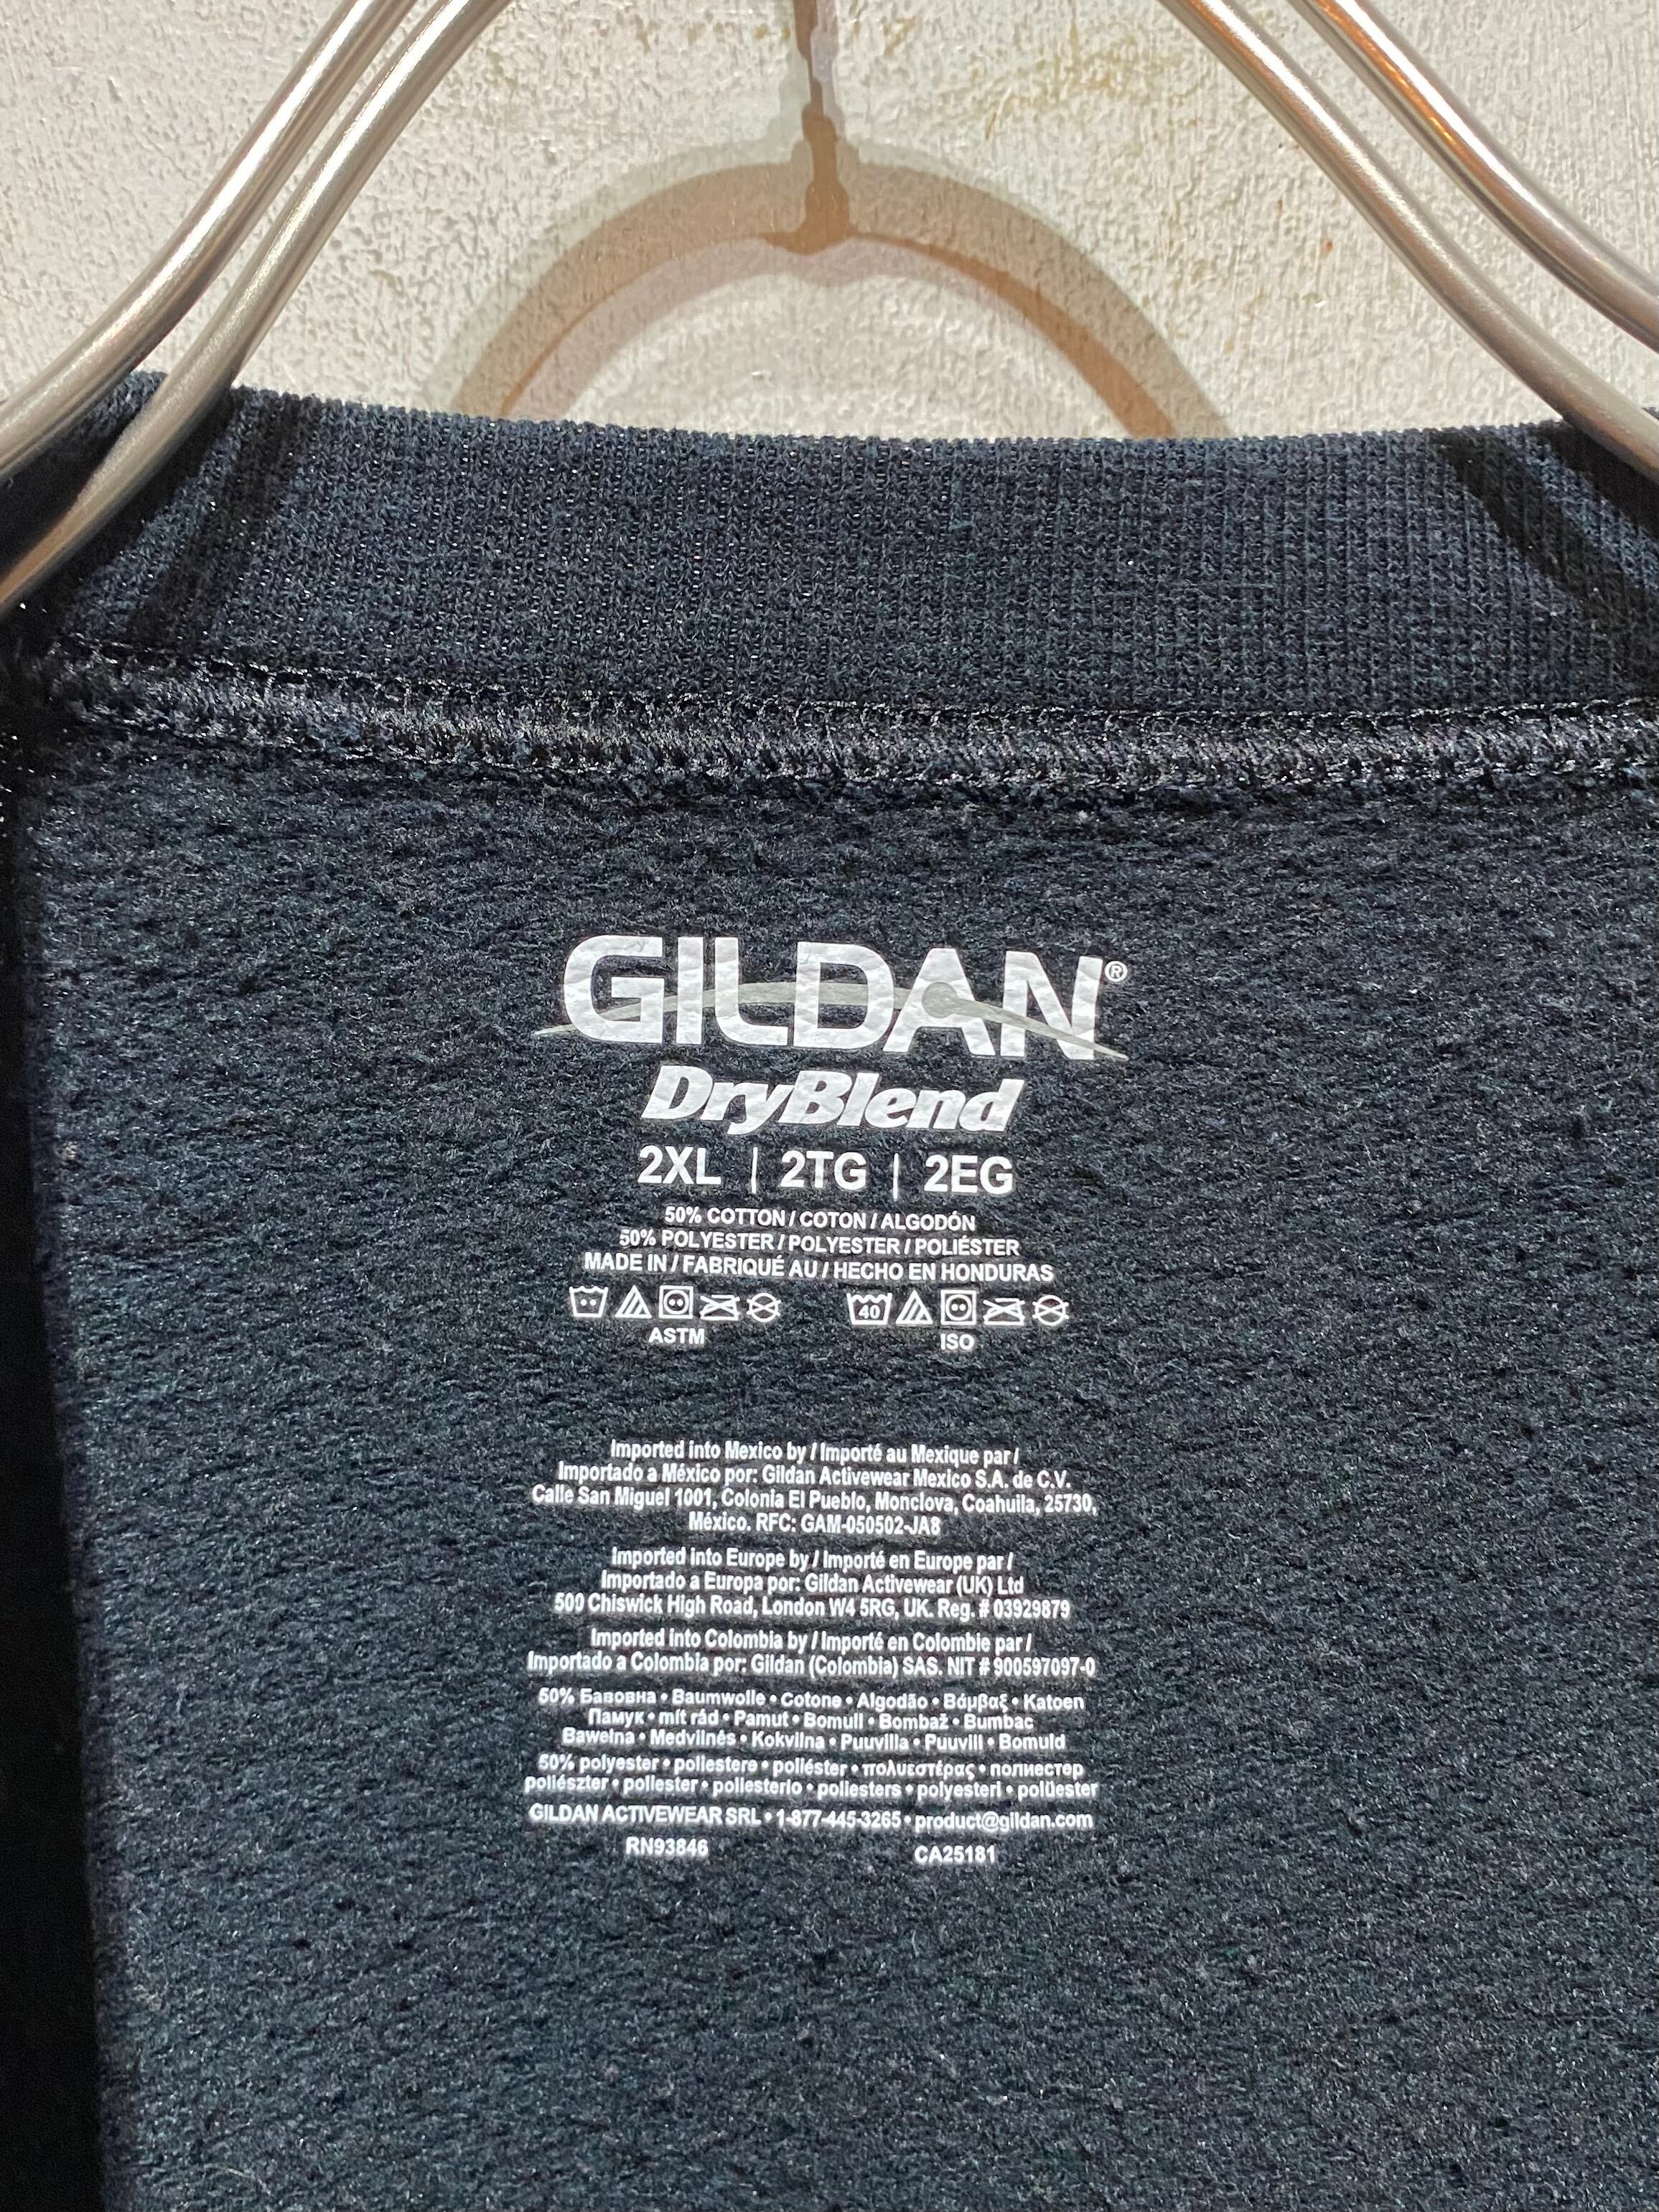 GILDAN®
DryBlend
2XL | 2TG | 2EG
50% COTTON / COTON / ALGODÓN
50% POLYESTER / POLYESTER / POLIÉSTER
MADE IN / FABRIQUÉ AU / HECHO EN HONDURAS
40
ASTM ISO
Imported into Mexico by / Importé au Mexique par /
Importado a México por: Gildan Activewear Mexico S.A. de C.V.
Calle San Miguel 1001, Colonia El Pueblo, Monclova, Coahuila, 25730,
México. RFC: GAM-050502-JA8
Imported into Europe by / Importé en Europe par /
Importado a Europa por: Gildan Activewear (UK) Ltd
500 Chiswick High Road, London W4 5RG, UK. Reg. # 03929879
Imported into Colombia by / Importé en Colombie par /
Importado a Colombia por: Gildan (Colombia) SAS. NIT # 900597097-0
50% Бавовна • Baumwolle • Cotone • Algodão • Βάμβαξ • Katoen
Памук • mít rád • Pamut • Bomull • Bombaž • Bumbac
Bawełna • Medvilnės • Kokvilna • Puuvilla • Puuvill • Bomuld
50% polyester • poliestere • poliéster • πολυεστέρας • полиестер
poliészter • poliester • poliesterio • poliesters • polyesteri • polüester
GILDAN ACTIVEWEAR SRL • 1-877-445-3265 • product@gildan.com
RN93846 CA25181